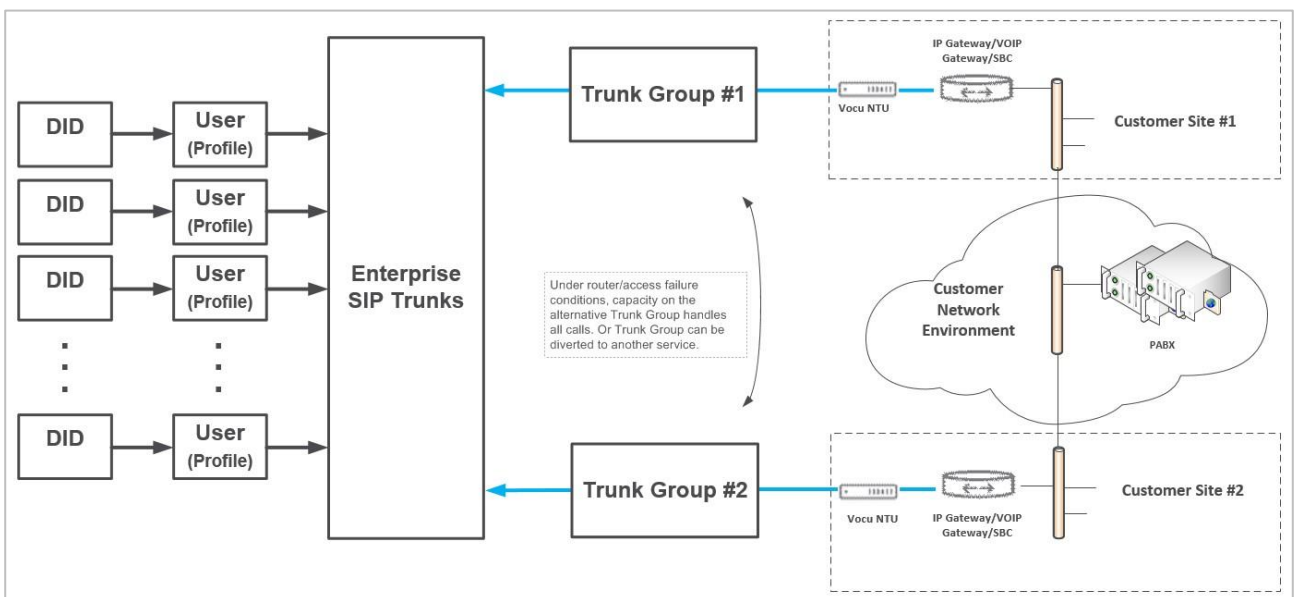 DID
User
(Profile)
DID
User
(Profile)
DID
User
(Profile)
DID
User
(Profile)
Enterprise
SIP Trunks
Trunk Group #1
Trunk Group #2
Under router/access failure
conditions, capacity on the
alternative Trunk Group handles
all calls. Or Trunk Group can be
diverted to another service.
IP Gateway/VOIP
Gateway/SBC
Vocu NTU
Customer Site #1
Customer
Network
Environment
PABX
Vocu NTU
IP Gateway/VOIP
Gateway/SBC
Customer Site #2